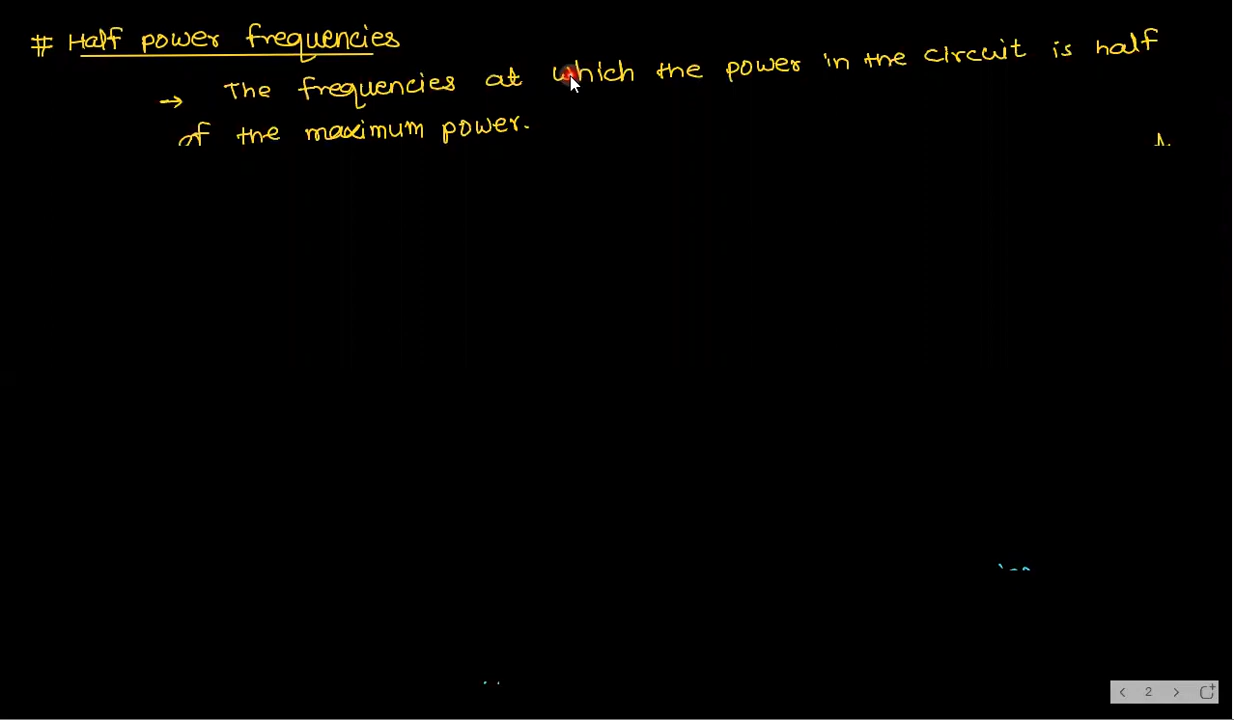 # Half power frequencies
→ The frequencies at which the power in the circuit is half
of the maximum power.
2